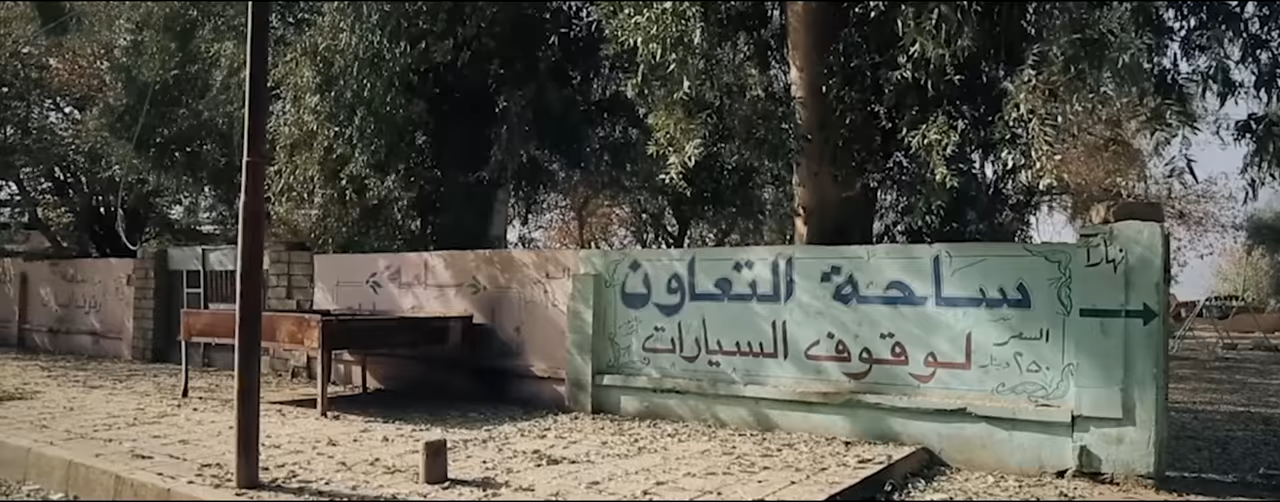 ساحة التعاون
لوقوف السيارات
السعر
٢٥٠ دينار
نهاراً